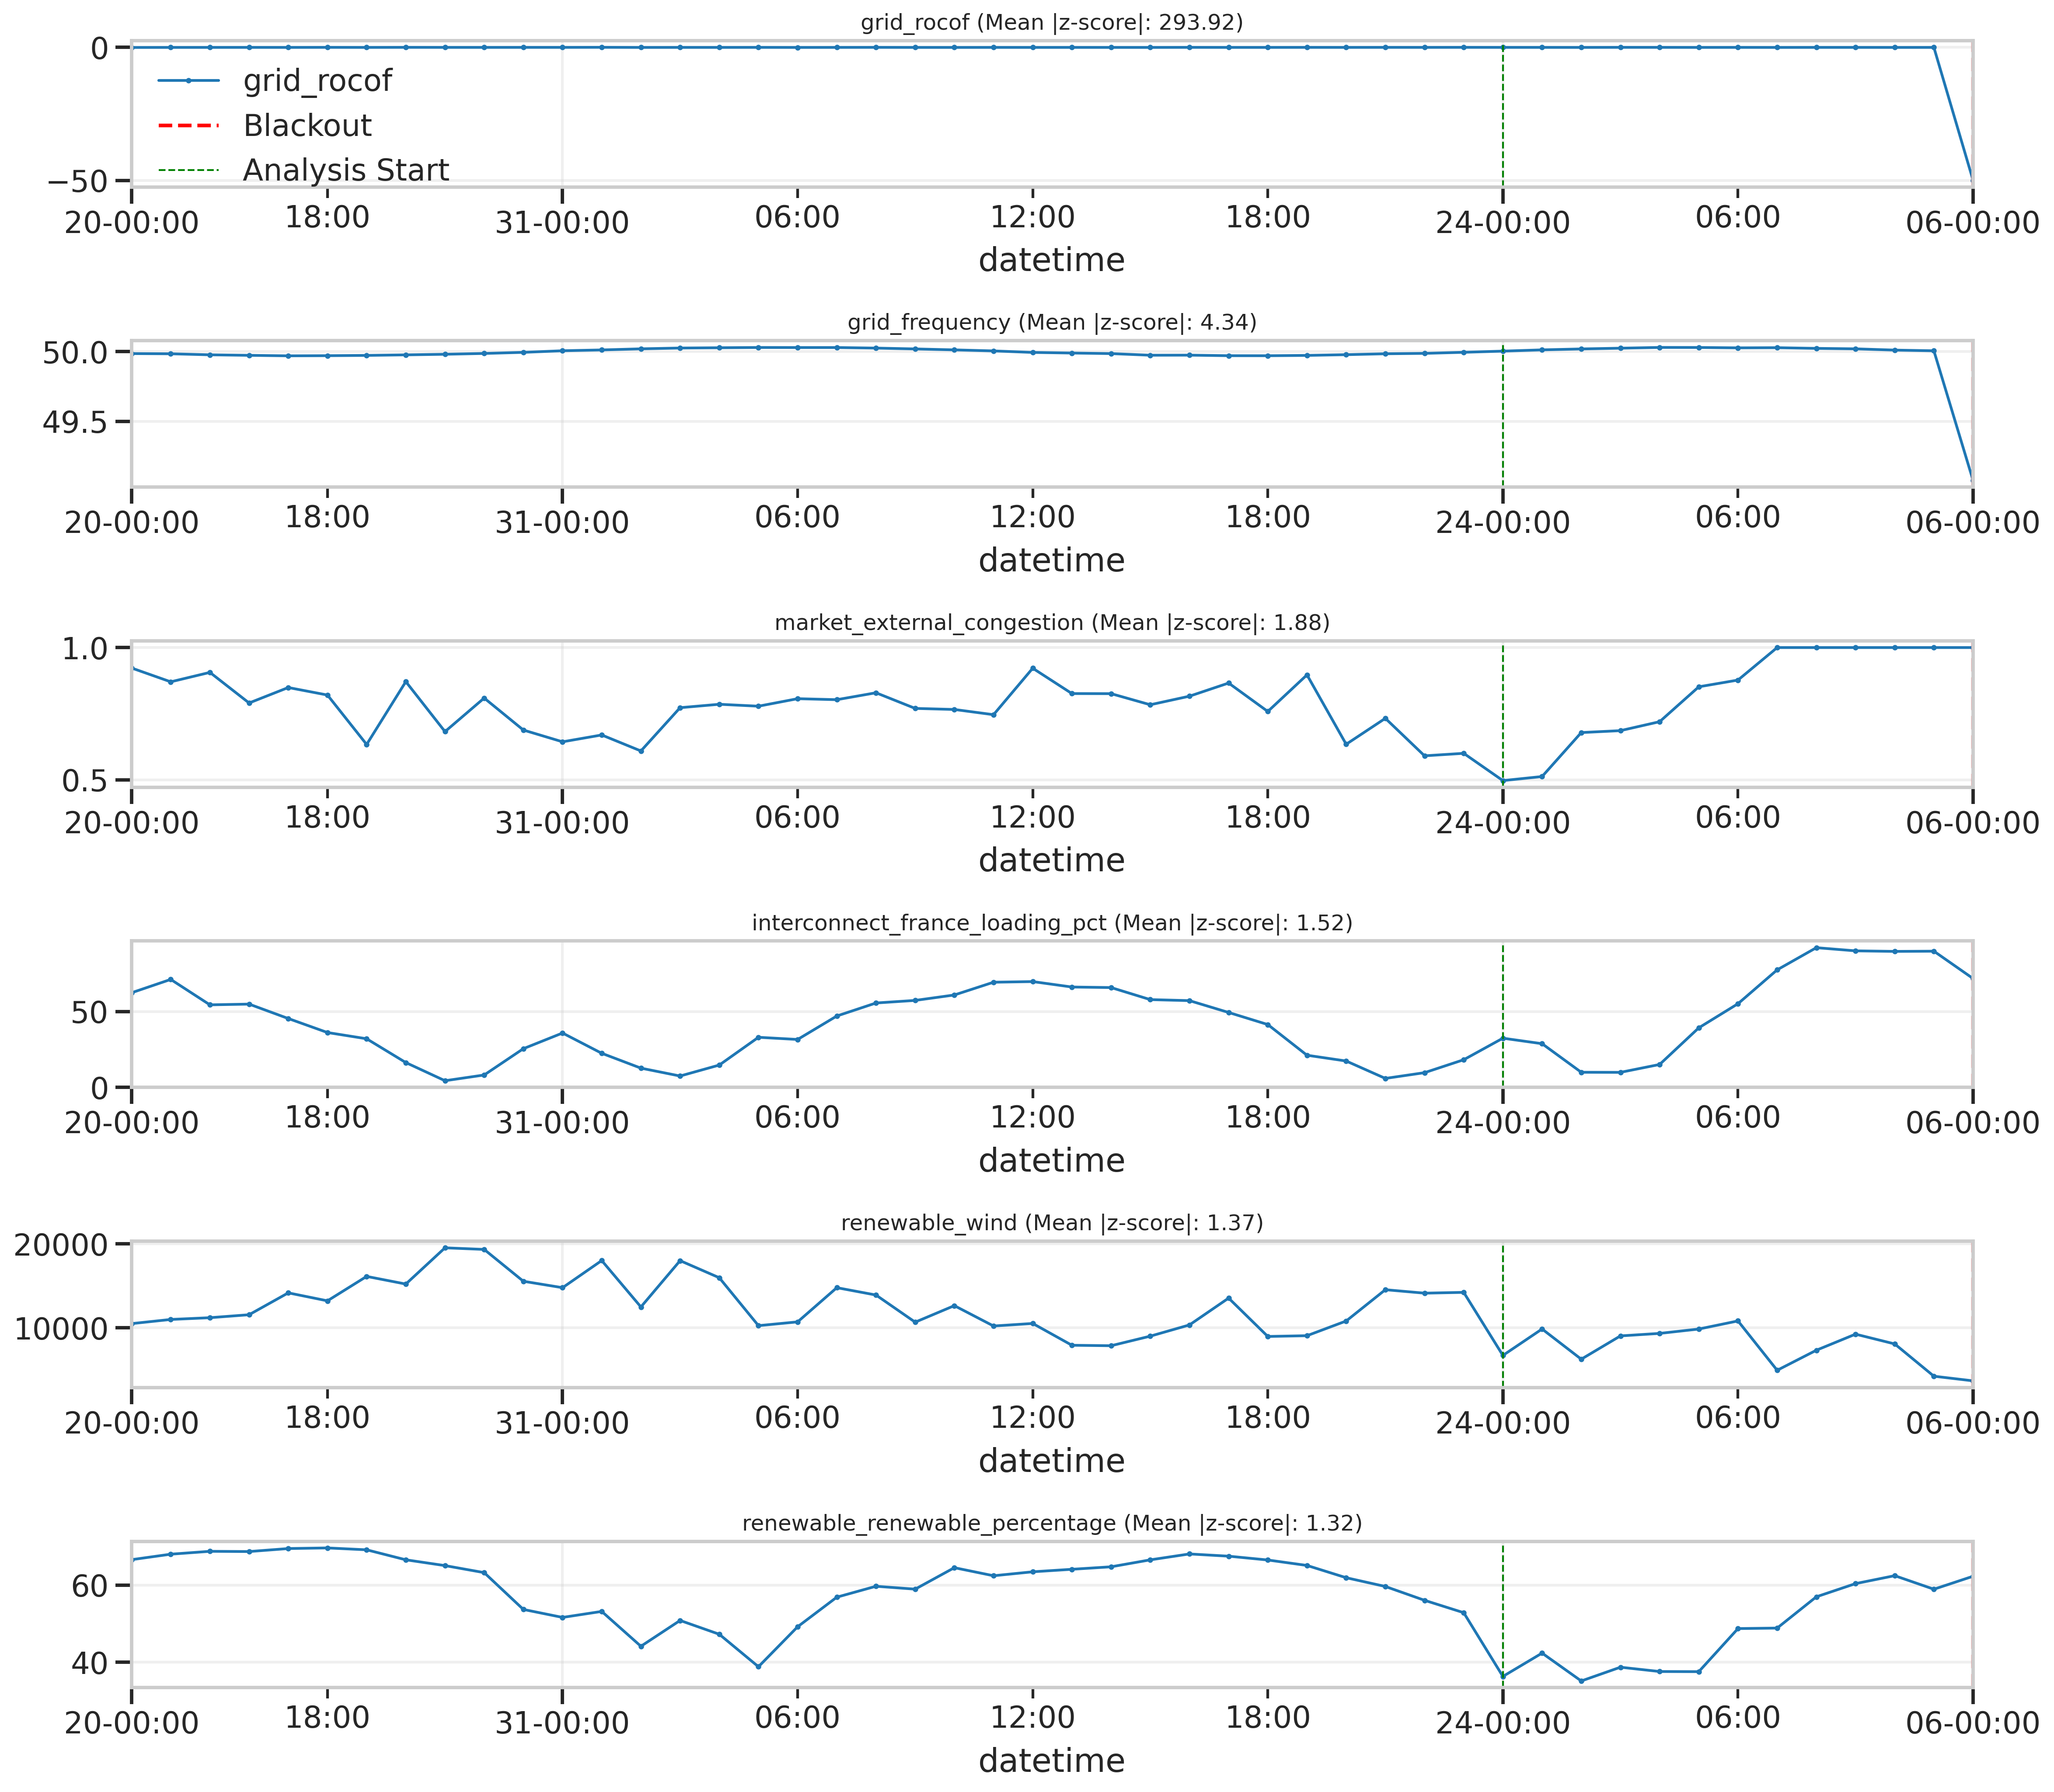 grid_rocof (Mean |z-score|: 293.92)
0
grid_rocof
Blackout
Analysis Start
−50
20-00:00 18:00 31-00:00 06:00 12:00 18:00 24-00:00 06:00 06-00:00
datetime
grid_frequency (Mean |z-score|: 4.34)
50.0
49.5
20-00:00 18:00 31-00:00 06:00 12:00 18:00 24-00:00 06:00 06-00:00
datetime
market_external_congestion (Mean |z-score|: 1.88)
1.0
0.5
20-00:00 18:00 31-00:00 06:00 12:00 18:00 24-00:00 06:00 06-00:00
datetime
interconnect_france_loading_pct (Mean |z-score|: 1.52)
50
0
20-00:00 18:00 31-00:00 06:00 12:00 18:00 24-00:00 06:00 06-00:00
datetime
renewable_wind (Mean |z-score|: 1.37)
20000
10000
20-00:00 18:00 31-00:00 06:00 12:00 18:00 24-00:00 06:00 06-00:00
datetime
renewable_renewable_percentage (Mean |z-score|: 1.32)
60
40
20-00:00 18:00 31-00:00 06:00 12:00 18:00 24-00:00 06:00 06-00:00
datetime